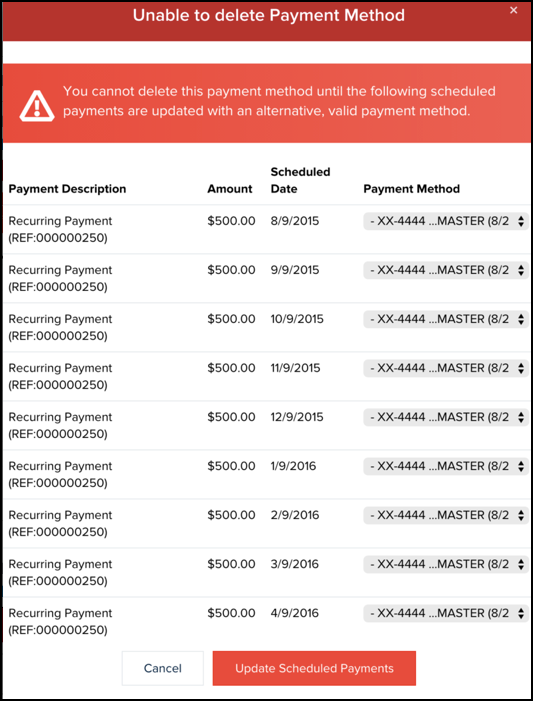 Unable to delete Payment Method
×
You cannot delete this payment method until the following scheduled
payments are updated with an alternative, valid payment method.
Scheduled
Payment Description Amount Date Payment Method
Recurring Payment $500.00 8/9/2015 - XX-4444 ...MASTER (8/2
(REF:000000250)
Recurring Payment $500.00 9/9/2015 - XX-4444 ...MASTER (8/2
(REF:000000250)
Recurring Payment $500.00 10/9/2015 - XX-4444 ...MASTER (8/2
(REF:000000250)
Recurring Payment $500.00 11/9/2015 - XX-4444 ...MASTER (8/2
(REF:000000250)
Recurring Payment $500.00 12/9/2015 - XX-4444 ...MASTER (8/2
(REF:000000250)
Recurring Payment $500.00 1/9/2016 - XX-4444 ...MASTER (8/2
(REF:000000250)
Recurring Payment $500.00 2/9/2016 - XX-4444 ...MASTER (8/2
(REF:000000250)
Recurring Payment $500.00 3/9/2016 - XX-4444 ...MASTER (8/2
(REF:000000250)
Recurring Payment $500.00 4/9/2016 - XX-4444 ...MASTER (8/2
(REF:000000250)
Cancel Update Scheduled Payments